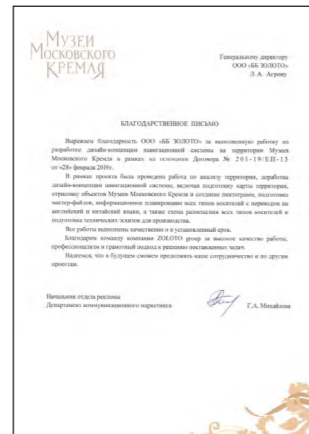 МУЗЕИ
МОСКОВСКОГО
КРЕМЛЯ
Генеральному директору
ООО «ББ ЗОЛОТО»
Л.А. Аерову
БЛАГОДАРСТВЕННОЕ ПИСЬМО
Выражаем благодарность ООО «ББ ЗОЛОТО» за выполненную работу по
разработке дизайн-концепции навигационной системы на территории Музеев
Московского Кремля в рамках на основании Договора № 201-19/ЕП-13
от «28» февраля 2019г.
В рамках проекта была проведена работа по анализу территории, доработка
дизайн-концепции навигационной системы, включая подготовку карты территории,
отрисовку объектов Музеев Московского Кремля и создание пиктограмм, подготовка
мастер-файлов, информационное планирование всех типов носителей с переводом на
английский и китайский языки, а также схема размещения всех типов носителей и
подготовка технических эскизов для производства.
Все работы выполнены качественно и в установленный срок.
Благодарим команду компании ZOLOTO group за высокое качество работы,
профессионализм и грамотный подход к решению поставленных задач.
Надеемся, что в будущем сможем продолжить наше сотрудничество и по другим
проектам.
Начальник отдела рекламы
Департамент коммуникационного маркетинга
Г.А. Михайлова